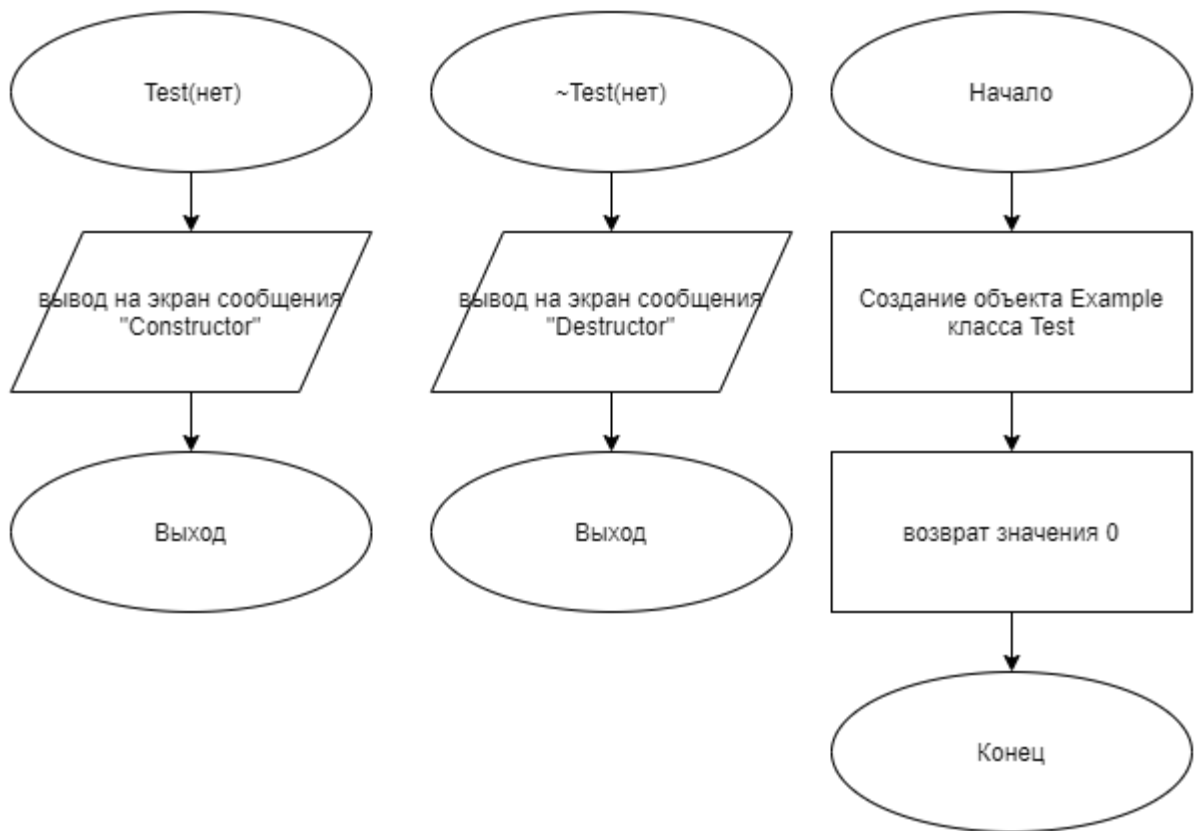 Test(нет)
~Test(нет)
Начало
вывод на экран сообщения
"Constructor"
вывод на экран сообщения
"Destructor"
Создание объекта Example
класса Test
Выход
Выход
возврат значения 0
Конец